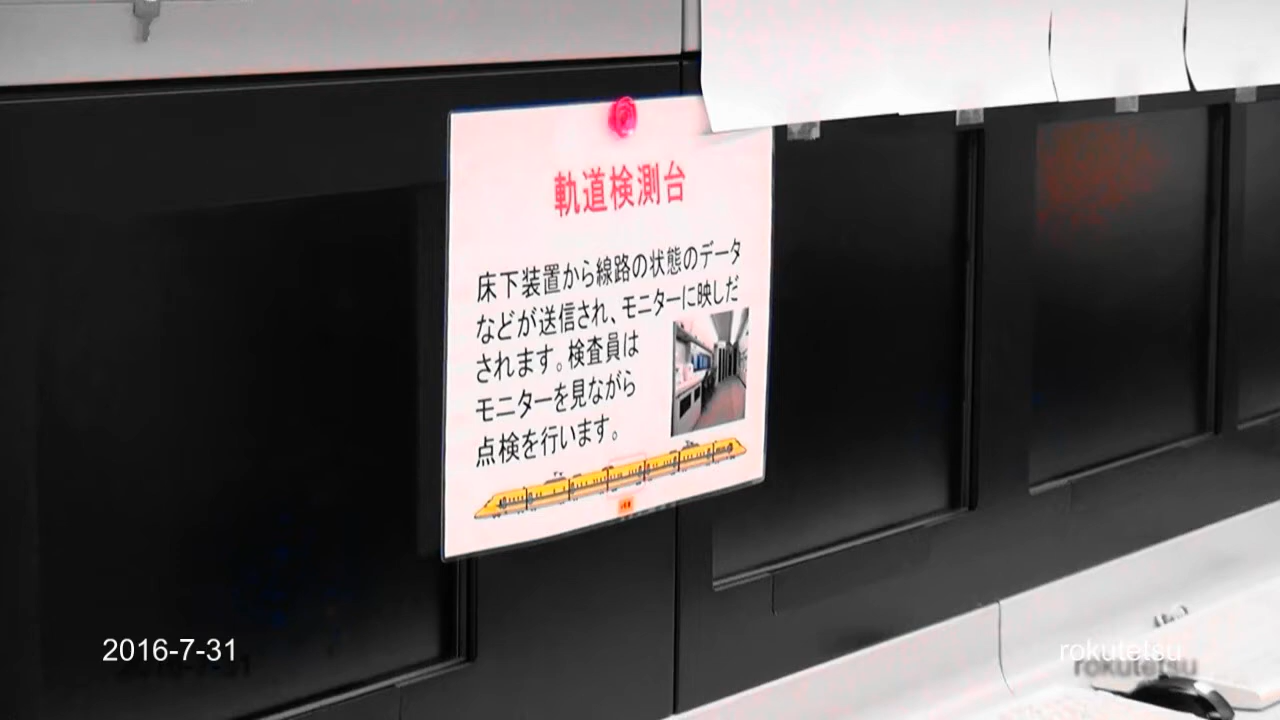 軌道検測台
床下装置から線路の状態のデータ
などが送信され、モニターに映しだ
されます。検査員は
モニターを見ながら
点検を行います。
2016-7-31
rokutetsu